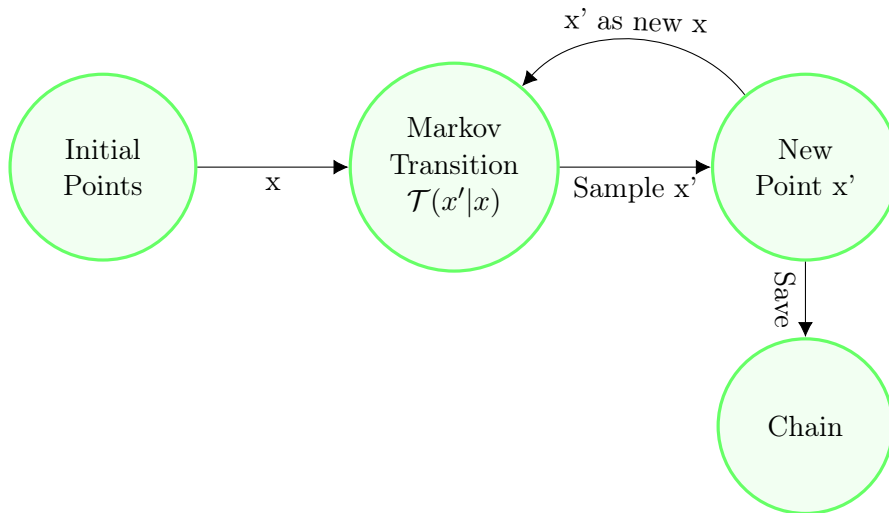 x' as new x
Initial
Points
x
Markov
Transition
𝒯(x′|x)
Sample x'
New
Point x'
Save
Chain